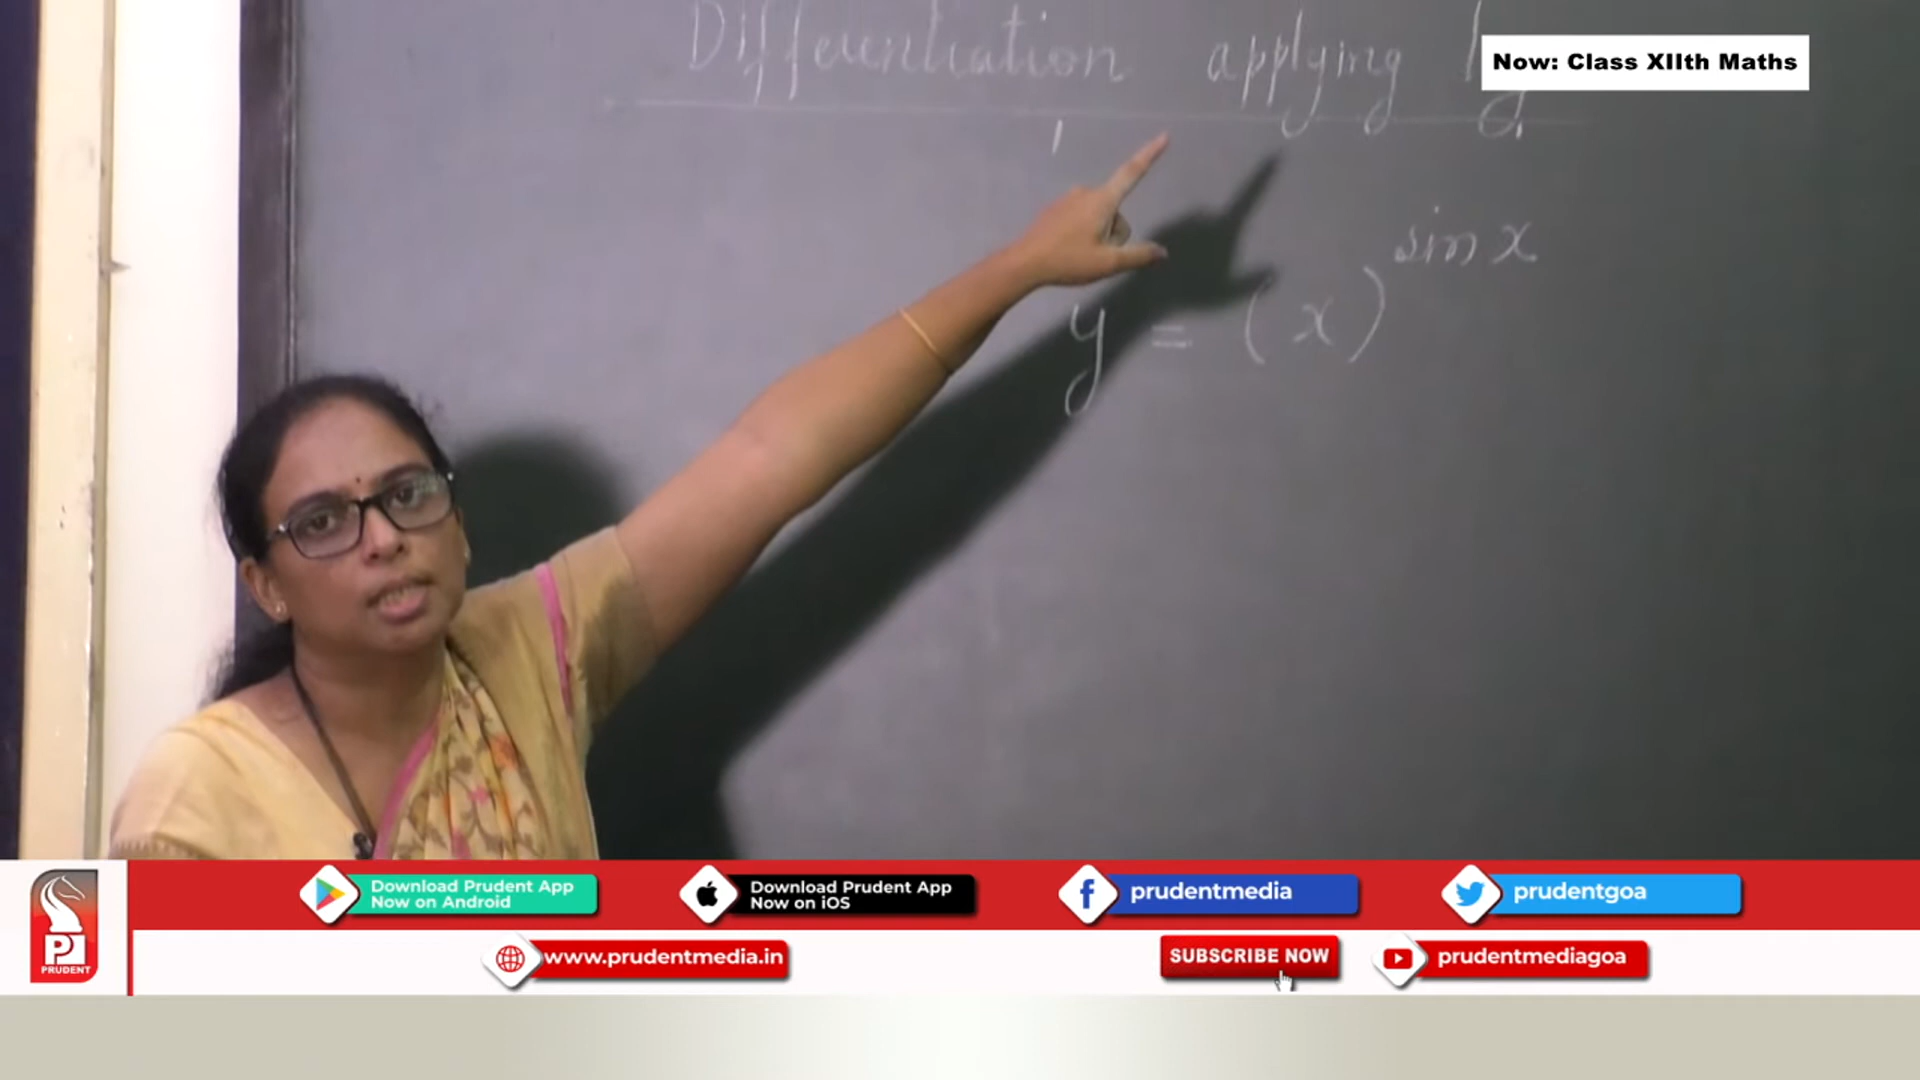 Differentiation applying
Now: Class XIIth Maths
y = (x)^sin x
Download Prudent App
Now on Android
Download Prudent App
Now on iOS
prudentmedia
prudentgoa
PRUDENT
www.prudentmedia.in
SUBSCRIBE NOW
prudentmediagoa